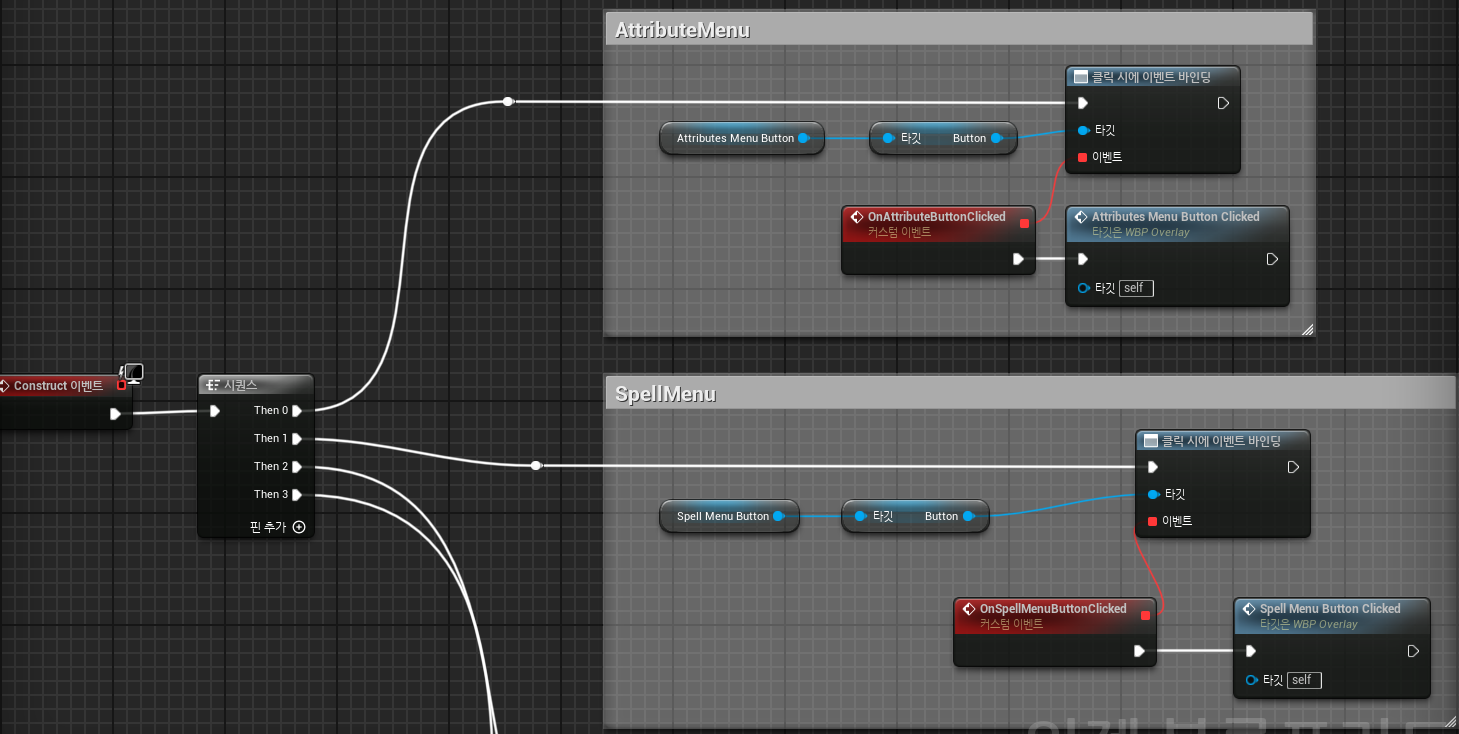 AttributeMenu
클릭 시에 이벤트 바인딩
Attributes Menu Button
타깃 Button
타깃
이벤트
OnAttributeButtonClicked
커스텀 이벤트
Attributes Menu Button Clicked
타깃은 WBP Overlay
타깃 self
Construct 이벤트
시퀀스
Then 0
Then 1
Then 2
Then 3
핀 추가
SpellMenu
클릭 시에 이벤트 바인딩
Spell Menu Button
타깃 Button
타깃
이벤트
OnSpellMenuButtonClicked
커스텀 이벤트
Spell Menu Button Clicked
타깃은 WBP Overlay
타깃 self